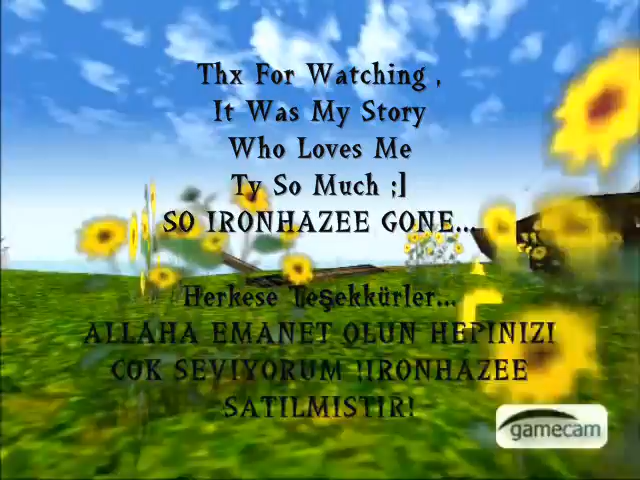 Thx For Watching ,
It Was My Story
Who Loves Me
Ty So Much ;]
SO IRONHAZEE GONE...
Herkese Teşekkürler...
ALLAHA EMANET OLUN HEPINIZI
COK SEVIYORUM !IRONHAZEE
SATILMISTIR!
gamecam